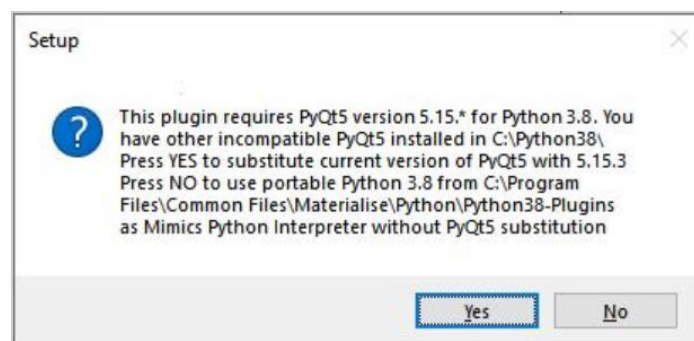 Setup
This plugin requires PyQt5 version 5.15.* for Python 3.8. You
have other incompatible PyQt5 installed in C:\Python38\
Press YES to substitute current version of PyQt5 with 5.15.3
Press NO to use portable Python 3.8 from C:\Program
Files\Common Files\Materialise\Python\Python38-Plugins
as Mimics Python Interpreter without PyQt5 substitution
Yes No